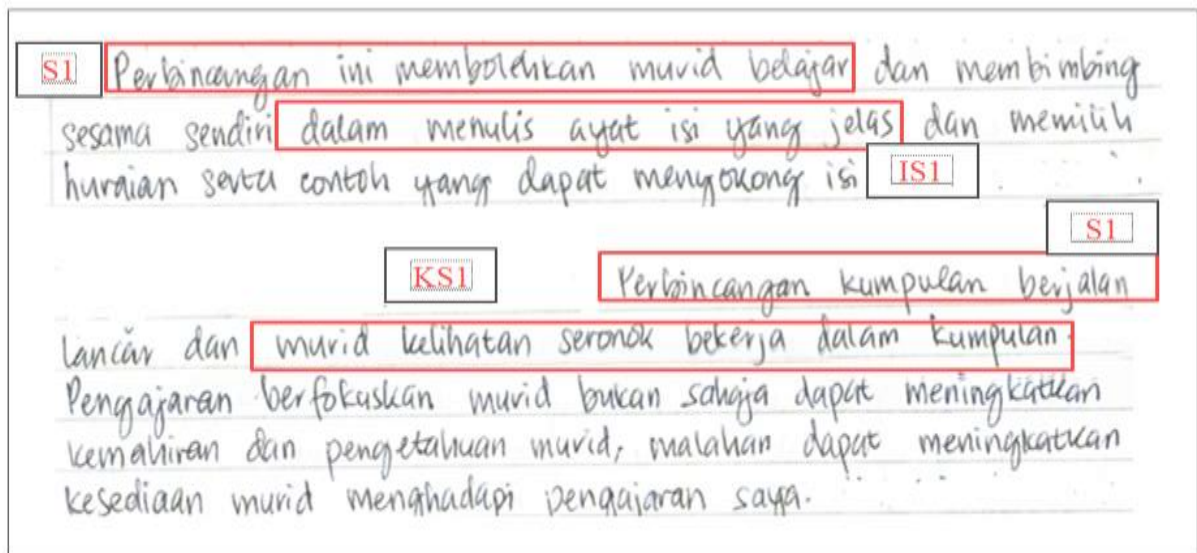 S1 Perbincangan ini membolehkan murid belajar dan membimbing
sesama sendiri dalam menulis ayat isi yang jelas dan memilih
huraian serta contoh yang dapat menyokong isi IS1
S1
KS1 Perbincangan kumpulan berjalan
lancar dan murid kelihatan seronok bekerja dalam kumpulan.
Pengajaran berfokuskan murid bukan sahaja dapat meningkatkan
kemahiran dan pengetahuan murid, malahan dapat meningkatkan
kesediaan murid menghadapi pengajaran saya.